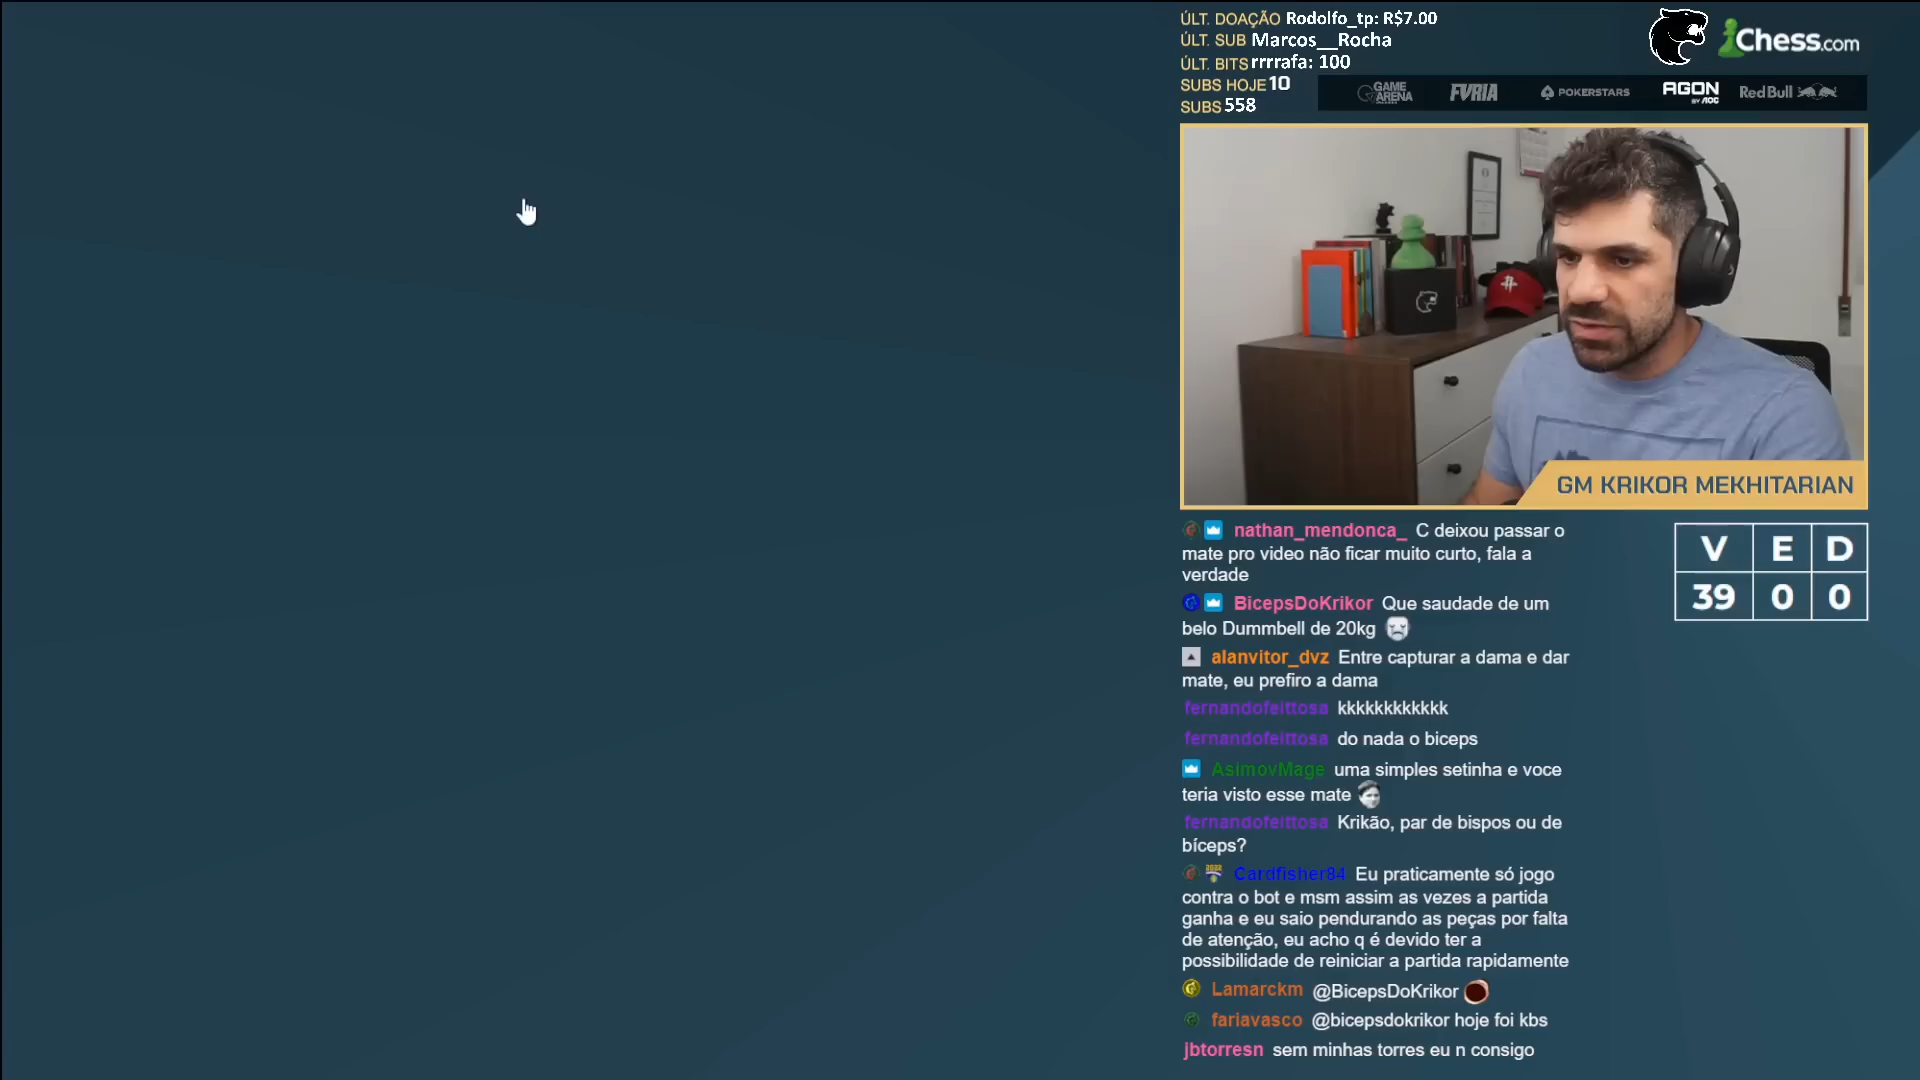 ÚLT. DOAÇÃO Rodolfo_tp: R$7.00
ÚLT. SUB Marcos__Rocha
ÚLT. BITS rrrrafa: 100
SUBS HOJE 10
SUBS 558
Chess.com
GAME ARENA
FVRIA
POKERSTARS
AGON BY AOC
Red Bull
GM KRIKOR MEKHITARIAN
V E D
39 0 0
nathan_mendonca_ C deixou passar o
mate pro video não ficar muito curto, fala a
verdade
BicepsDoKrikor Que saudade de um
belo Dummbell de 20kg
alanvitor_dvz Entre capturar a dama e dar
mate, eu prefiro a dama
fernandofeittosa kkkkkkkkkkkk
fernandofeittosa do nada o biceps
AsimovMage uma simples setinha e voce
teria visto esse mate
fernandofeittosa Krikão, par de bispos ou de
bíceps?
Cardfisher84 Eu praticamente só jogo
contra o bot e msm assim as vezes a partida
ganha e eu saio pendurando as peças por falta
de atenção, eu acho q é devido ter a
possibilidade de reiniciar a partida rapidamente
Lamarckm @BicepsDoKrikor
fariavasco @bicepsdokrikor hoje foi kbs
jbtorresn sem minhas torres eu n consigo